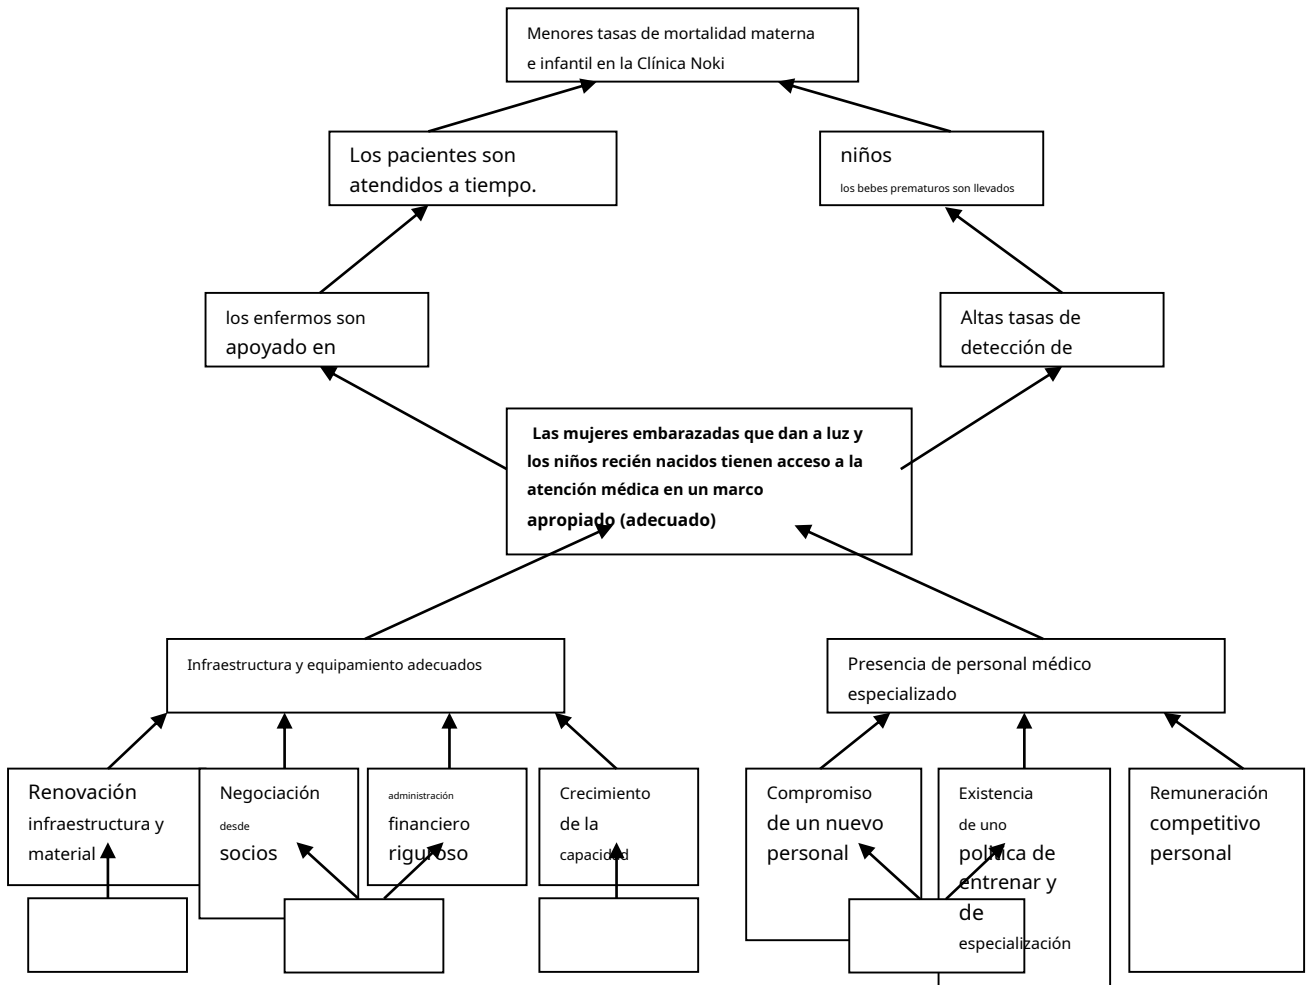 Menores tasas de mortalidad materna
e infantil en la Clínica Noki
Los pacientes son
atendidos a tiempo.
niños
los bebes prematuros son llevados
los enfermos son
apoyado en
Altas tasas de
detección de
Las mujeres embarazadas que dan a luz y
los niños recién nacidos tienen acceso a la
atención médica en un marco
apropiado (adecuado)
Infraestructura y equipamiento adecuados
Presencia de personal médico
especializado
Renovación
infraestructura y
material
Negociación
desde
socios
administración
financiero
riguroso
Crecimiento
de la
capacidad
Compromiso
de un nuevo
personal
Existencia
de uno
política de
entrenar y
de
especialización
Remuneración
competitivo
personal